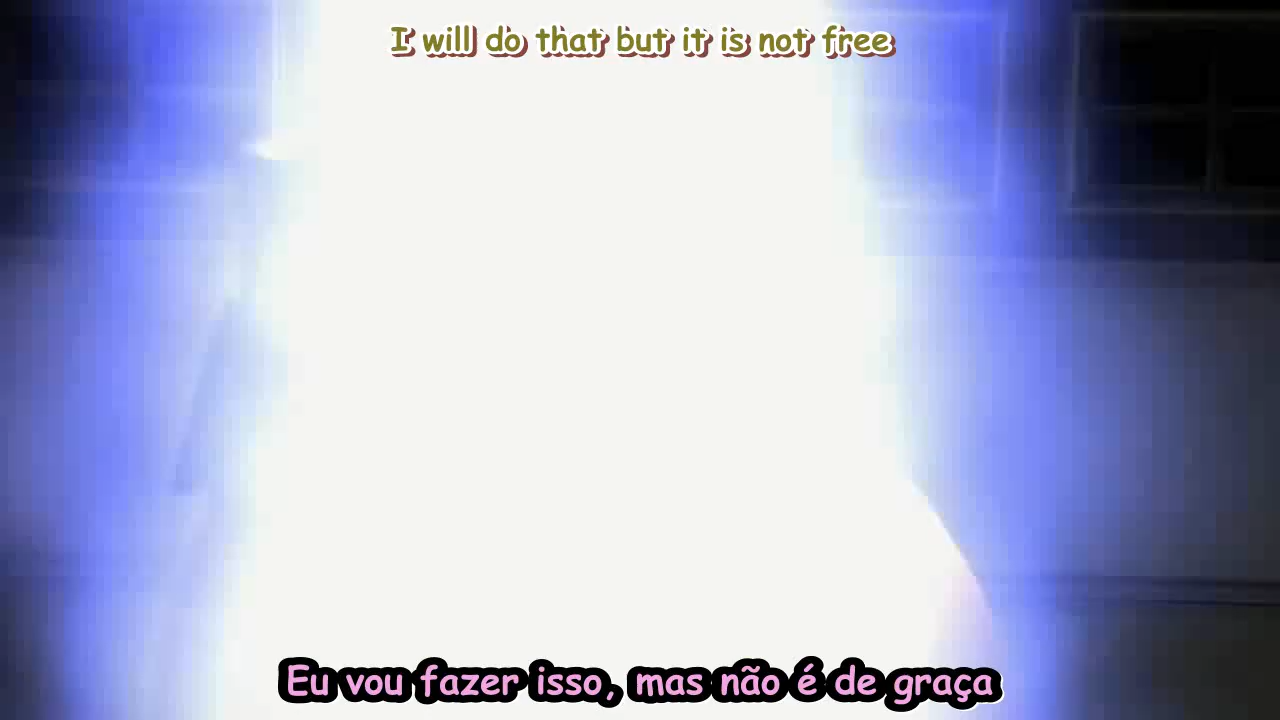 I will do that but it is not free
Eu vou fazer isso, mas não é de graça